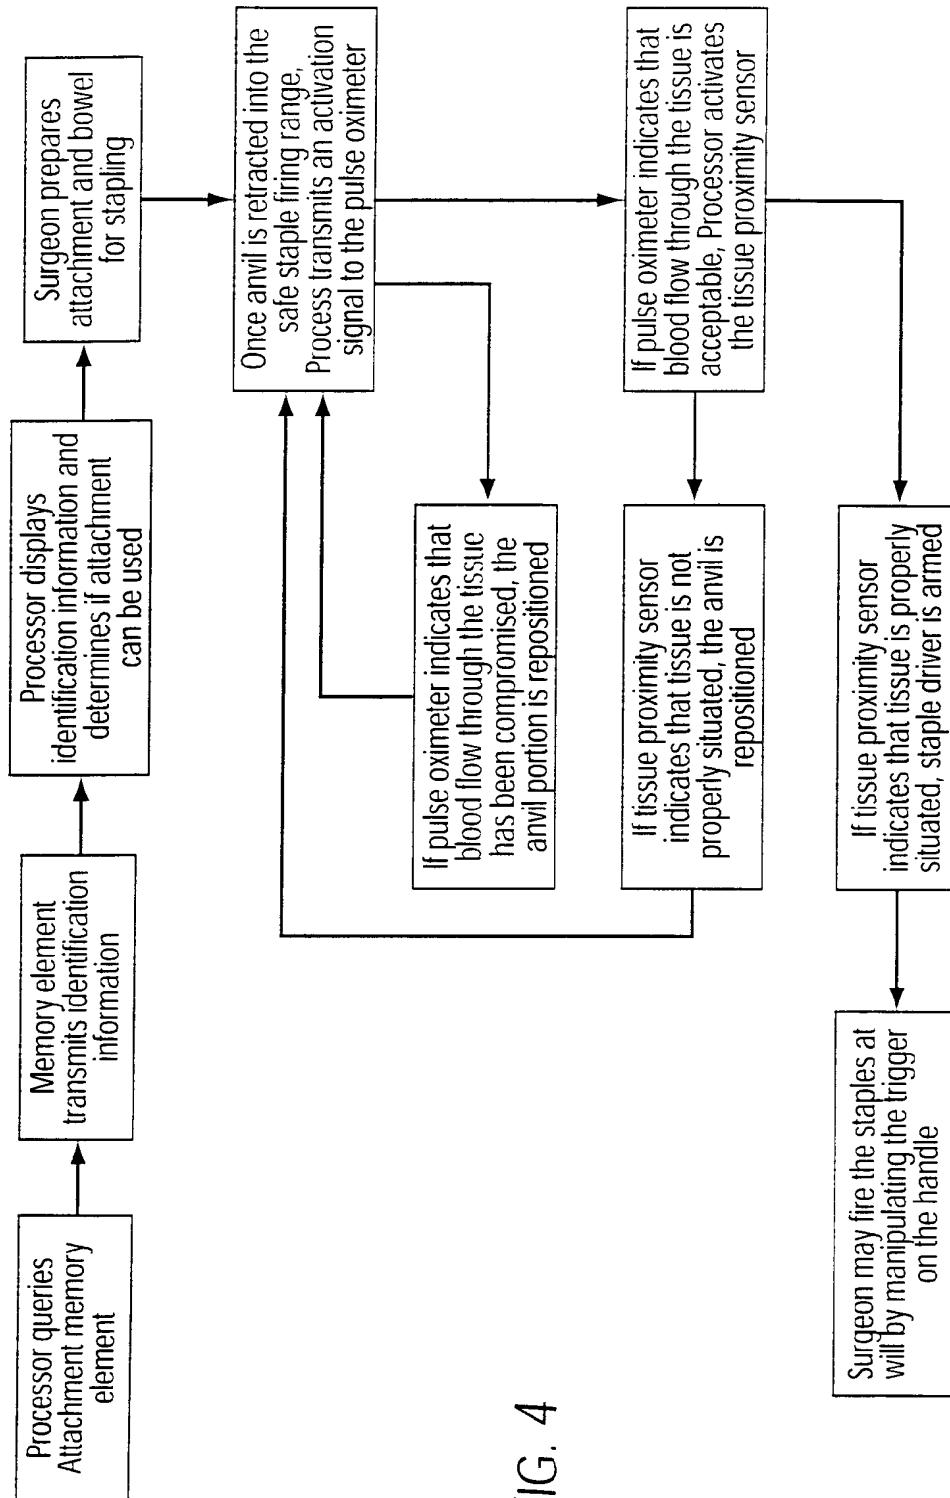 Processor queries
Attachment memory
element
Memory element
transmits identification
information
Processor displays
identification information and
determines if attachment
can be used
Surgeon prepares
attachment and bowel
for stapling
Once anvil is retracted into the
safe staple firing range,
Process transmits an activation
signal to the pulse oximeter
If pulse oximeter indicates that
blood flow through the tissue
has been compromised, the
anvil portion is repositioned
If pulse oximeter indicates that
blood flow through the tissue is
acceptable, Processor activates
the tissue proximity sensor
If tissue proximity sensor
indicates that tissue is not
properly situated, the anvil is
repositioned
If tissue proximity sensor
indicates that tissue is properly
situated, staple driver is armed
Surgeon may fire the staples at
will by manipulating the trigger
on the handle
FIG. 4